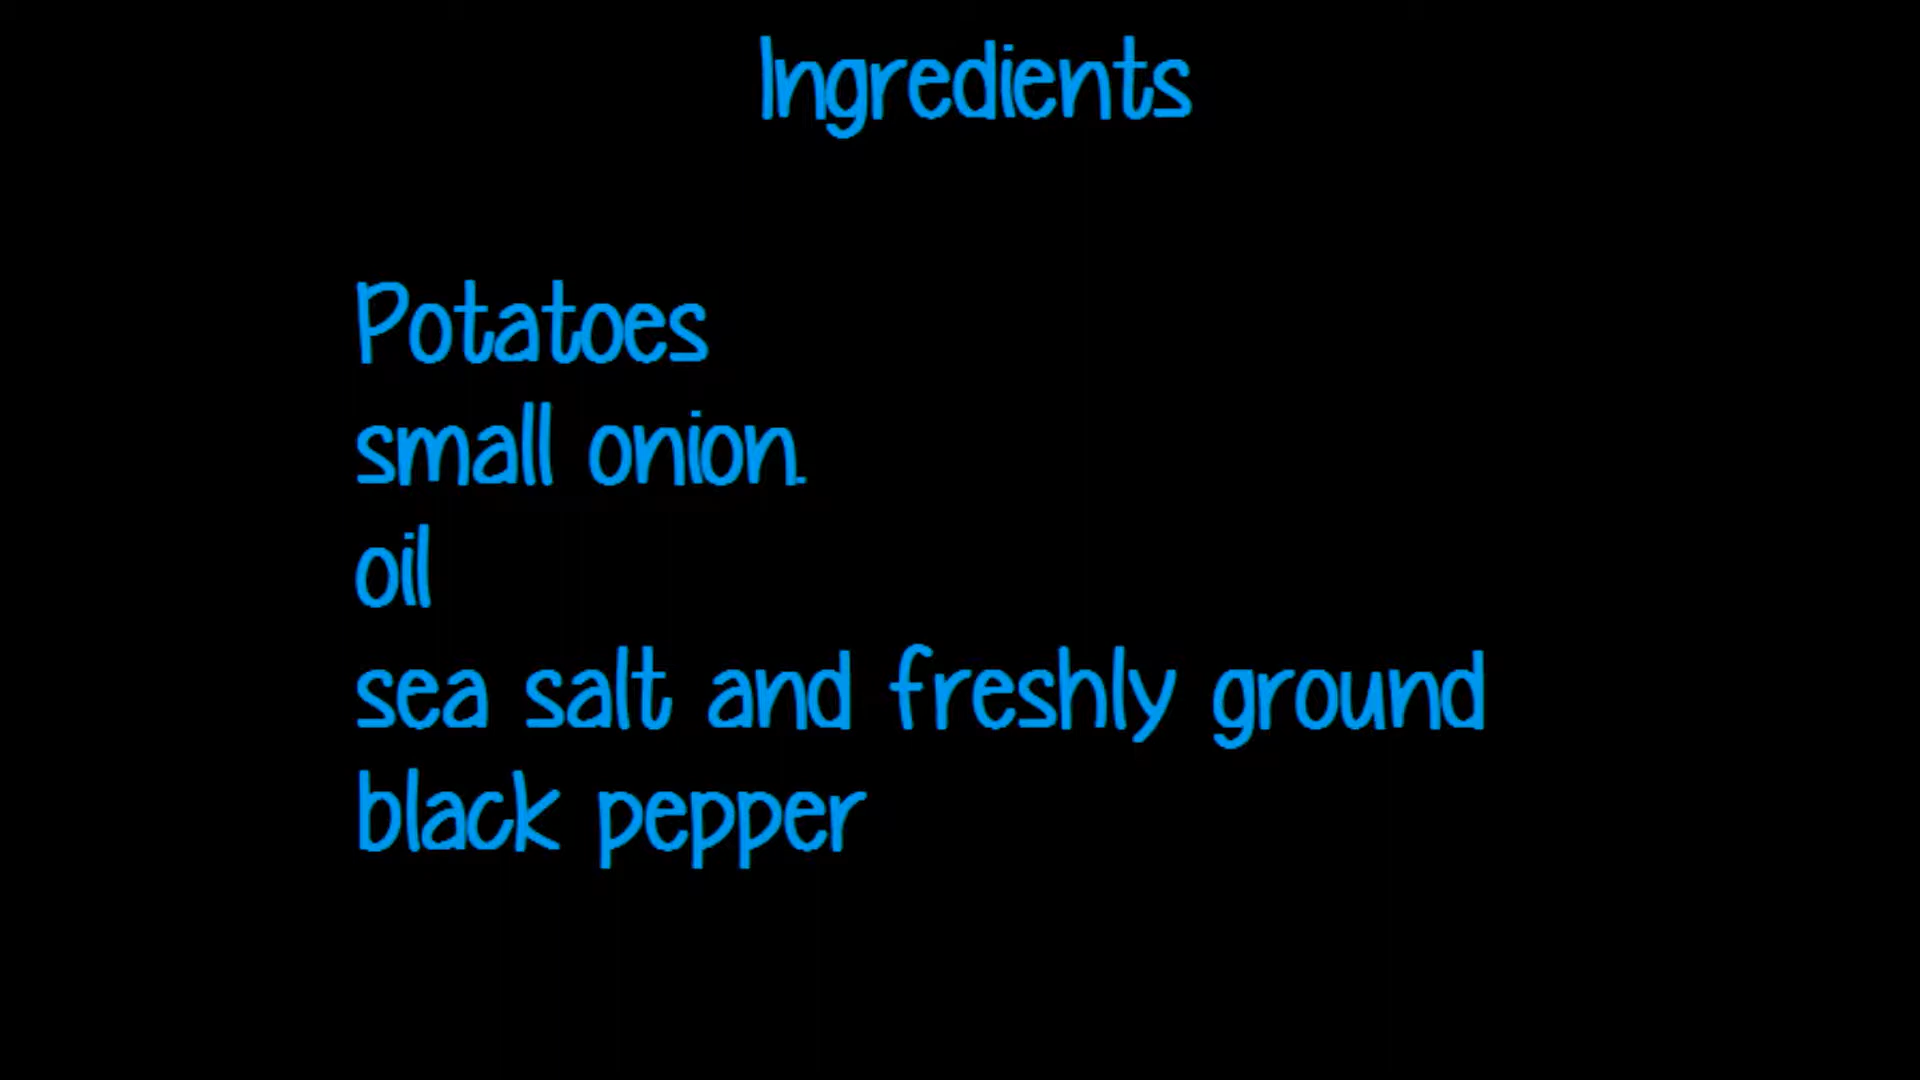 Ingredients
Potatoes
small onion.
oil
sea salt and freshly ground
black pepper